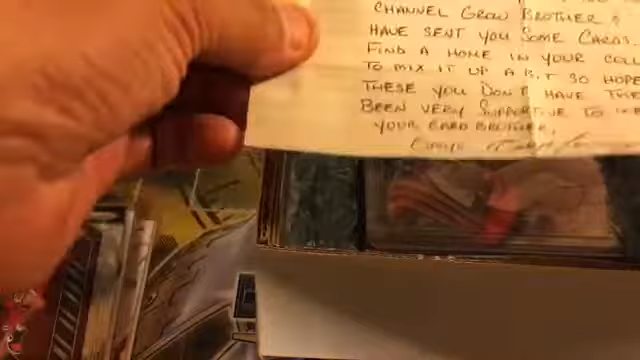 CHANNEL GROW BROTHER
HAVE SENT YOU SOME CARDS
FIND A HOME IN YOUR
TO MIX IT UP A BIT SO HOPE
THESE YOU DON'T HAVE
BEEN VERY SUPPORTIVE TO
YOUR CARD BROTHER,